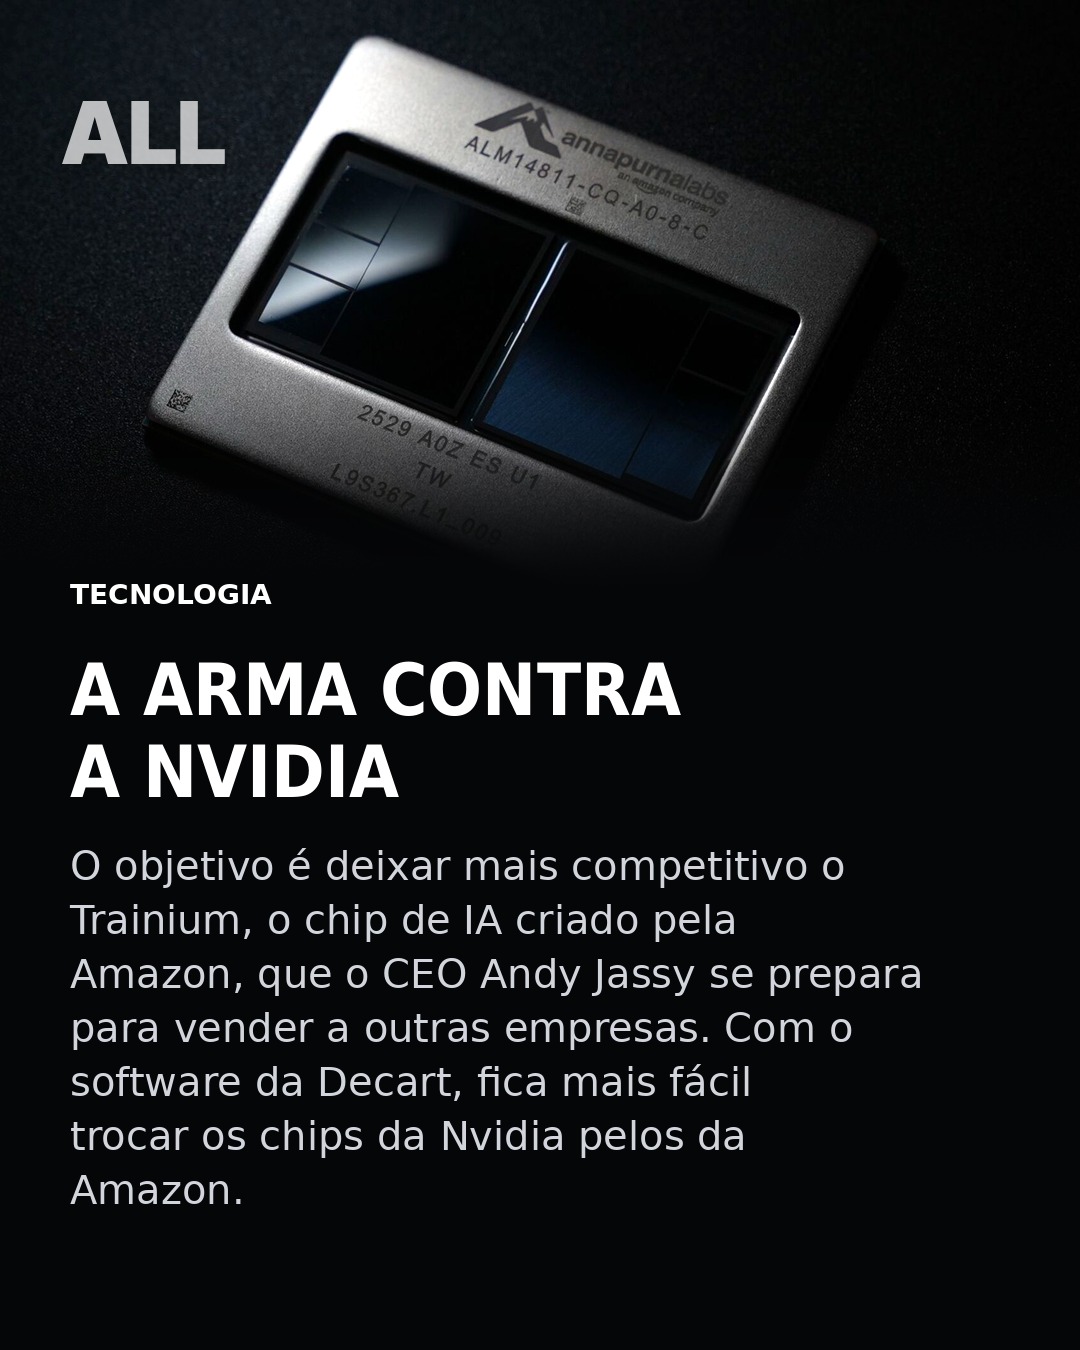 ALL
annapurnalabs
an amazon company
ALM14811-CQ-A0-8-C
2529 A0Z ES U1
TW
L9S367.L1_009
TECNOLOGIA
A ARMA CONTRA
A NVIDIA
O objetivo é deixar mais competitivo o
Trainium, o chip de IA criado pela
Amazon, que o CEO Andy Jassy se prepara
para vender a outras empresas. Com o
software da Decart, fica mais fácil
trocar os chips da Nvidia pelos da
Amazon.